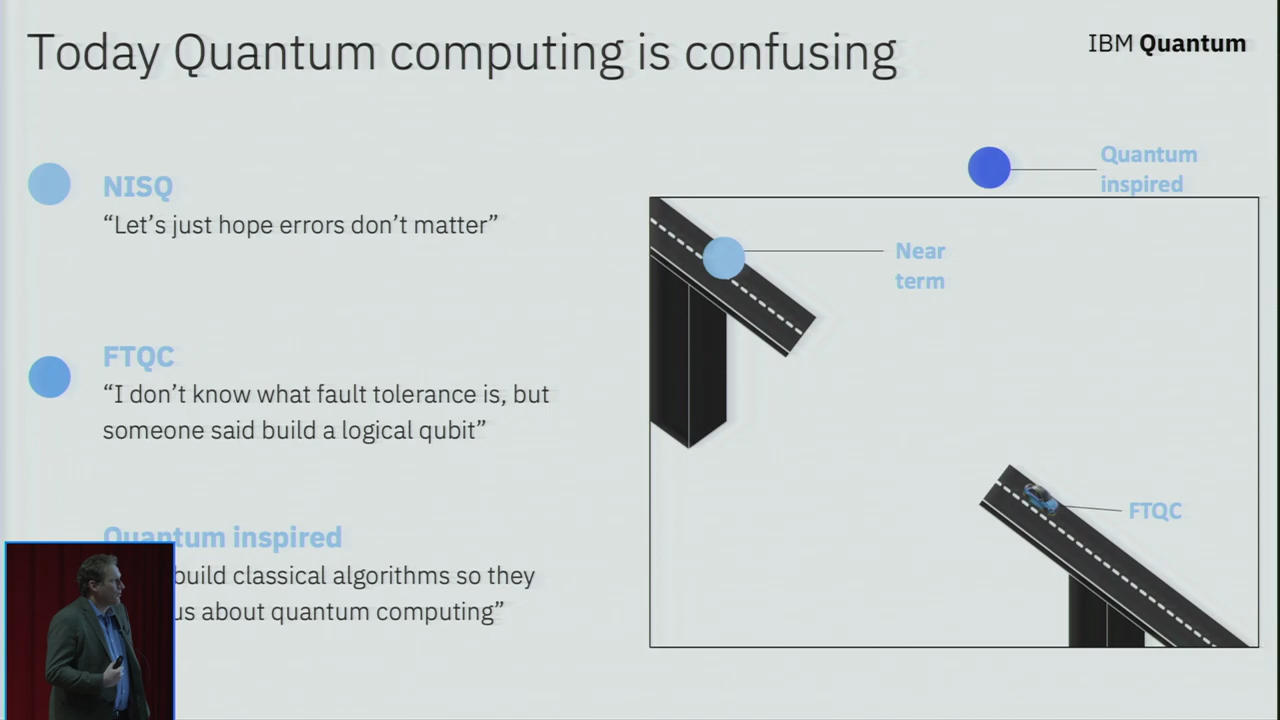 Today Quantum computing is confusing
IBM Quantum
NISQ
“Let’s just hope errors don’t matter”
FTQC
“I don’t know what fault tolerance is, but
someone said build a logical qubit”
Quantum inspired
build classical algorithms so they
us about quantum computing”
Quantum
inspired
Near
term
FTQC